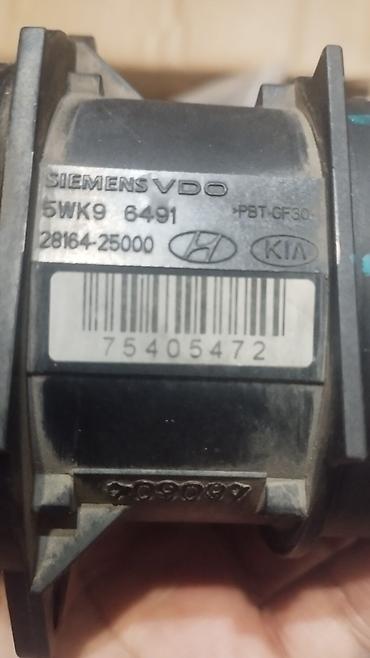 SIEMENS VDO
5WK9 6491 >PBT-GF30<
28164-25000 KIA
75405472